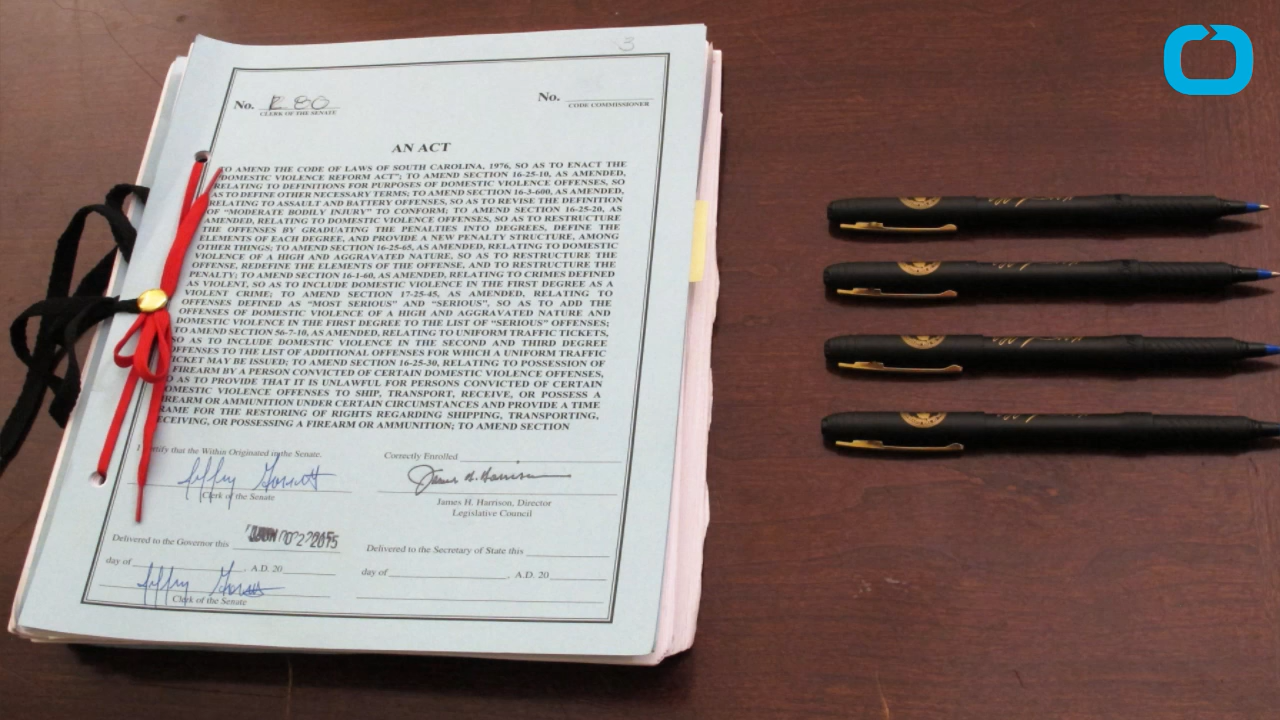 3
No. R 80
CLERK OF THE SENATE
No.
CODE COMMISSIONER
AN ACT
TO AMEND THE CODE OF LAWS OF SOUTH CAROLINA, 1976, SO AS TO ENACT THE
"DOMESTIC VIOLENCE REFORM ACT"; TO AMEND SECTION 16-25-10, AS AMENDED,
RELATING TO DEFINITIONS FOR PURPOSES OF DOMESTIC VIOLENCE OFFENSES, SO
AS TO DEFINE OTHER NECESSARY TERMS; TO AMEND SECTION 16-3-600, AS AMENDED,
RELATING TO ASSAULT AND BATTERY OFFENSES, SO AS TO REVISE THE DEFINITION
OF "MODERATE BODILY INJURY" TO CONFORM; TO AMEND SECTION 16-25-20, AS
AMENDED, RELATING TO DOMESTIC VIOLENCE OFFENSES, SO AS TO RESTRUCTURE
THE OFFENSES BY GRADUATING THE PENALTIES INTO DEGREES, DEFINE THE
ELEMENTS OF EACH DEGREE, AND PROVIDE A NEW PENALTY STRUCTURE, AMONG
OTHER THINGS; TO AMEND SECTION 16-25-65, AS AMENDED, RELATING TO DOMESTIC
VIOLENCE OF A HIGH AND AGGRAVATED NATURE, SO AS TO RESTRUCTURE THE
OFFENSE, REDEFINE THE ELEMENTS OF THE OFFENSE, AND TO RESTRUCTURE THE
PENALTY; TO AMEND SECTION 16-1-60, AS AMENDED, RELATING TO CRIMES DEFINED
AS VIOLENT, SO AS TO INCLUDE DOMESTIC VIOLENCE IN THE FIRST DEGREE AS A
VIOLENT CRIME; TO AMEND SECTION 17-25-45, AS AMENDED, RELATING TO
OFFENSES DEFINED AS "MOST SERIOUS" AND "SERIOUS", SO AS TO ADD THE
OFFENSES OF DOMESTIC VIOLENCE OF A HIGH AND AGGRAVATED NATURE AND
DOMESTIC VIOLENCE IN THE FIRST DEGREE TO THE LIST OF "SERIOUS" OFFENSES;
TO AMEND SECTION 56-7-10, AS AMENDED, RELATING TO UNIFORM TRAFFIC TICKETS,
SO AS TO INCLUDE DOMESTIC VIOLENCE IN THE SECOND AND THIRD DEGREE
OFFENSES TO THE LIST OF ADDITIONAL OFFENSES FOR WHICH A UNIFORM TRAFFIC
TICKET MAY BE ISSUED; TO AMEND SECTION 16-25-30, RELATING TO POSSESSION OF
FIREARM BY A PERSON CONVICTED OF CERTAIN DOMESTIC VIOLENCE OFFENSES,
SO AS TO PROVIDE THAT IT IS UNLAWFUL FOR PERSONS CONVICTED OF CERTAIN
DOMESTIC VIOLENCE OFFENSES TO SHIP, TRANSPORT, RECEIVE, OR POSSESS A
FIREARM OR AMMUNITION UNDER CERTAIN CIRCUMSTANCES AND PROVIDE A TIME
FRAME FOR THE RESTORING OF RIGHTS REGARDING SHIPPING, TRANSPORTING,
RECEIVING, OR POSSESSING A FIREARM OR AMMUNITION; TO AMEND SECTION
I certify that the Within Originated in the Senate.
Jeffrey Gossett
Clerk of the Senate
Correctly Enrolled
James H. Harrison
James H. Harrison, Director
Legislative Council
Delivered to the Governor this JUN 02 2015
day of A.D. 20
Jeffrey Gossett
Clerk of the Senate
Delivered to the Secretary of State this
day of , A.D. 20